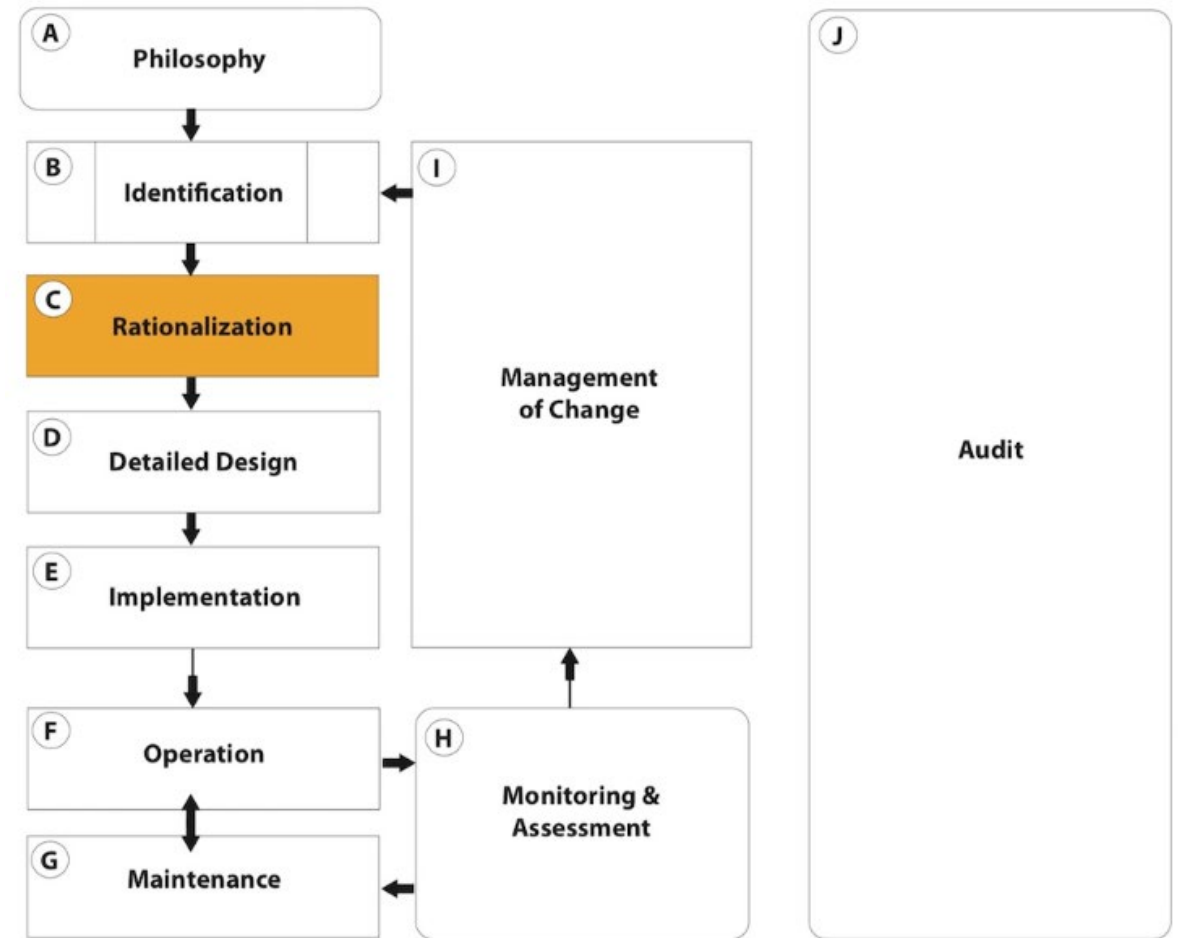 A
Philosophy
B
Identification
C
Rationalization
D
Detailed Design
E
Implementation
F
Operation
G
Maintenance
H
Monitoring &
Assessment
I
Management
of Change
J
Audit